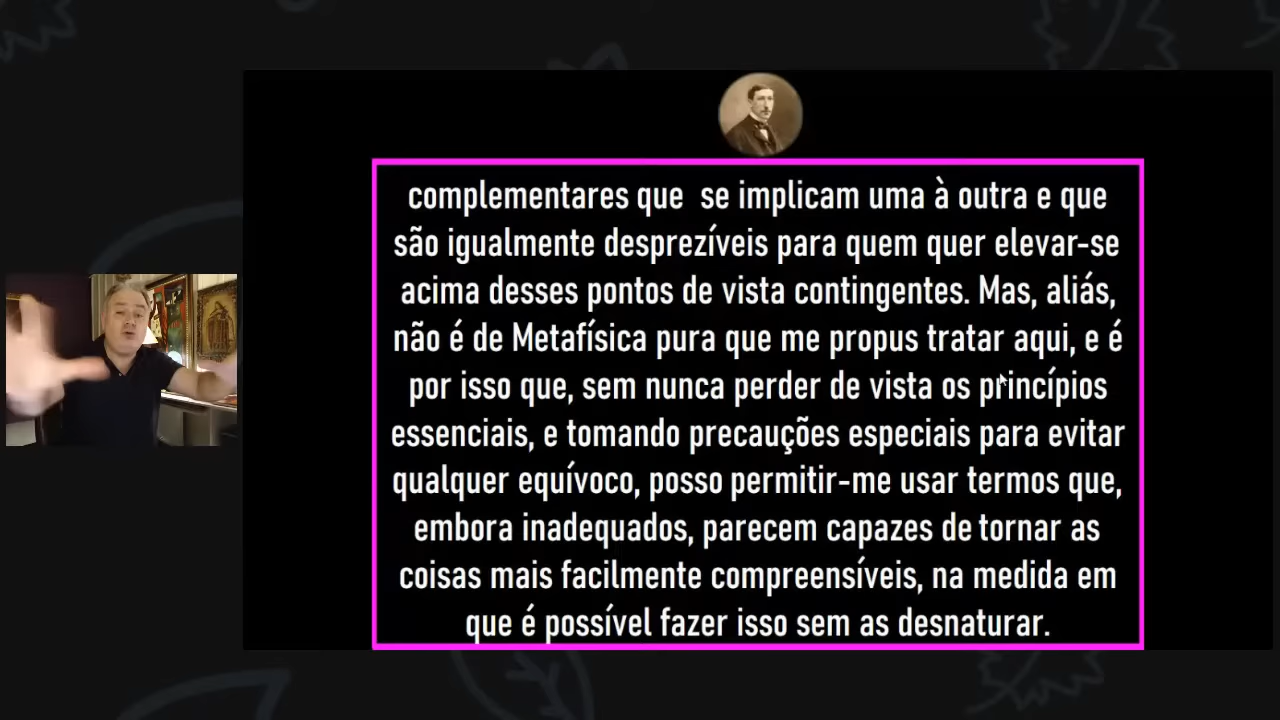 complementares que se implicam uma à outra e que
são igualmente desprezíveis para quem quer elevar-se
acima desses pontos de vista contingentes. Mas, aliás,
não é de Metafísica pura que me propus tratar aqui, e é
por isso que, sem nunca perder de vista os princípios
essenciais, e tomando precauções especiais para evitar
qualquer equívoco, posso permitir-me usar termos que,
embora inadequados, parecem capazes de tornar as
coisas mais facilmente compreensíveis, na medida em
que é possível fazer isso sem as desnaturar.